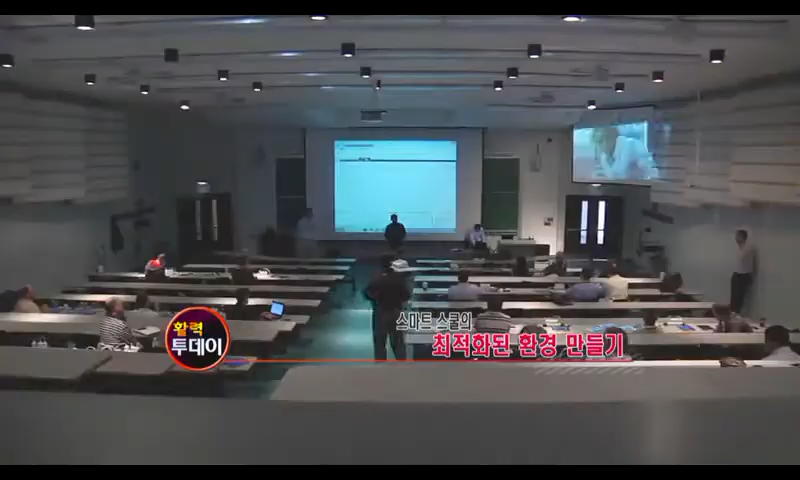 활력
투데이
스마트 스쿨의
최적화된 환경 만들기